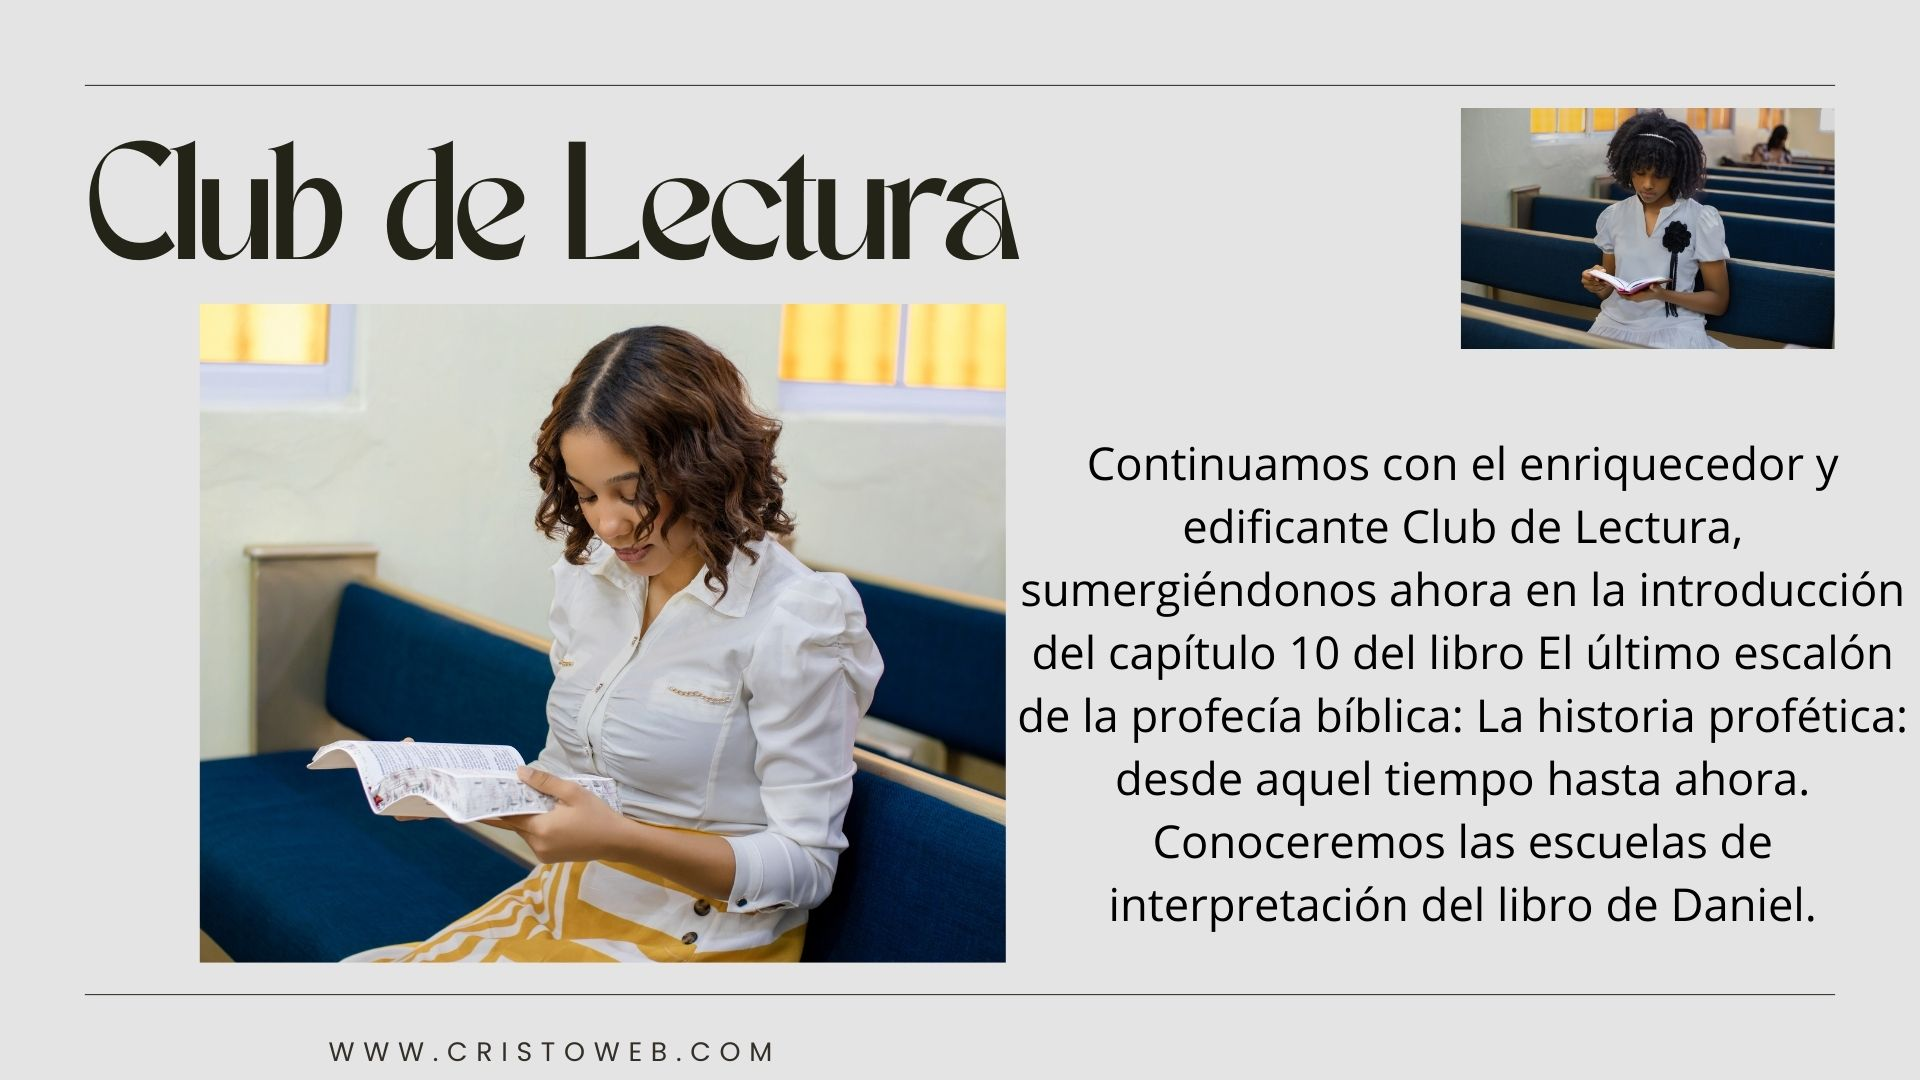 Club de Lectura
Continuamos con el enriquecedor y
edificante Club de Lectura,
sumergiéndonos ahora en la introducción
del capítulo 10 del libro El último escalón
de la profecía bíblica: La historia profética:
desde aquel tiempo hasta ahora.
Conoceremos las escuelas de
interpretación del libro de Daniel.
WWW.CRISTOWEB.COM